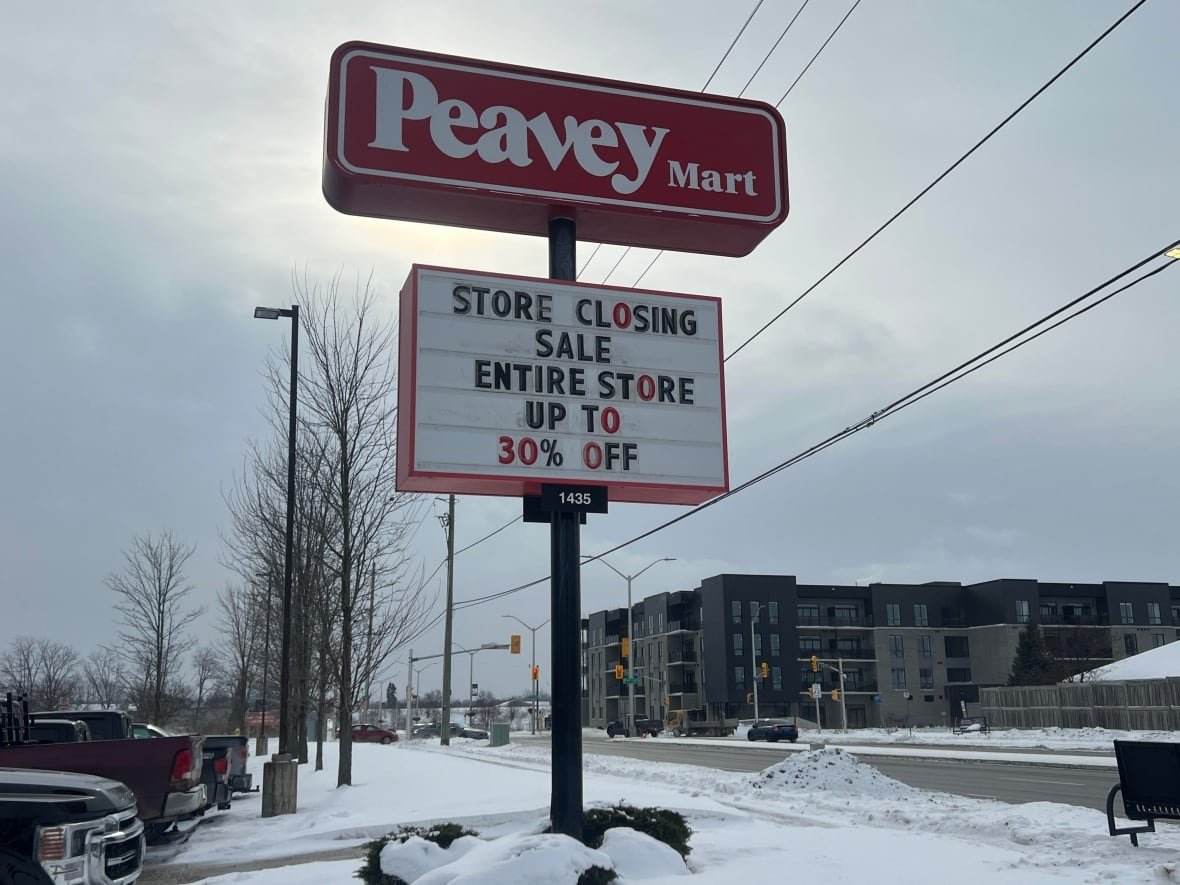 Peavey Mart
STORE CLOSING
SALE
ENTIRE STORE
UP TO
30% OFF
1435